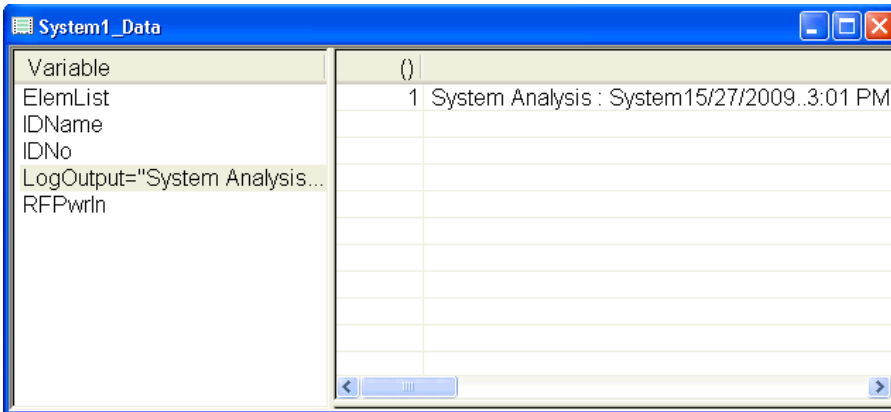 System1_Data
Variable
ElemList
IDName
IDNo
LogOutput="System Analysis...
RFPwrIn
()
1 System Analysis : System15/27/2009..3:01 PM